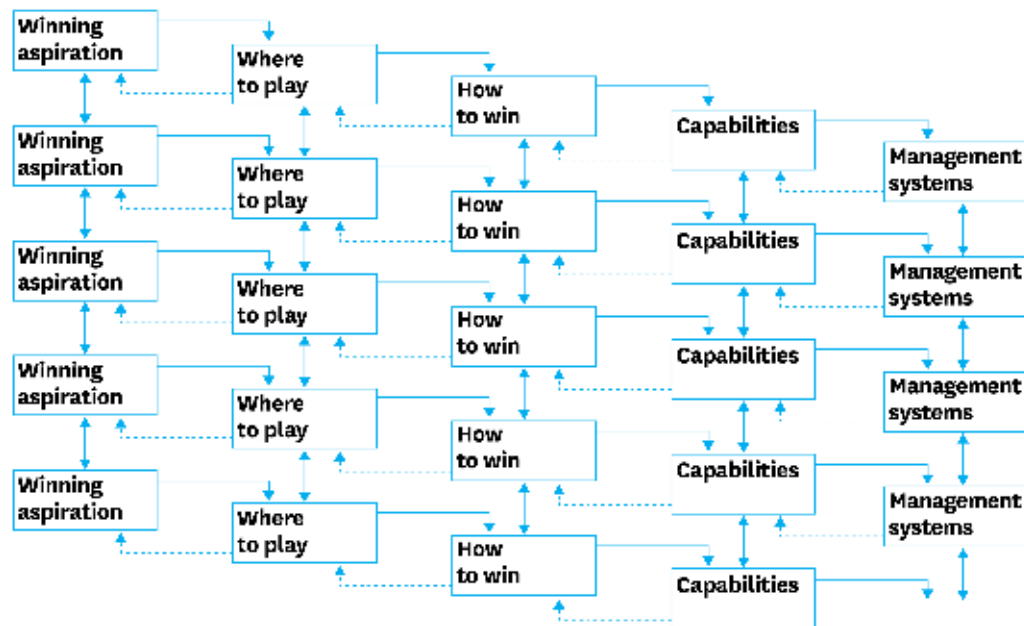 Winning
aspiration
Where
to play
How
to win
Capabilities
Management
systems
Winning
aspiration
Where
to play
How
to win
Capabilities
Management
systems
Winning
aspiration
Where
to play
How
to win
Capabilities
Management
systems
Winning
aspiration
Where
to play
How
to win
Capabilities
Management
systems
Winning
aspiration
Where
to play
How
to win
Capabilities